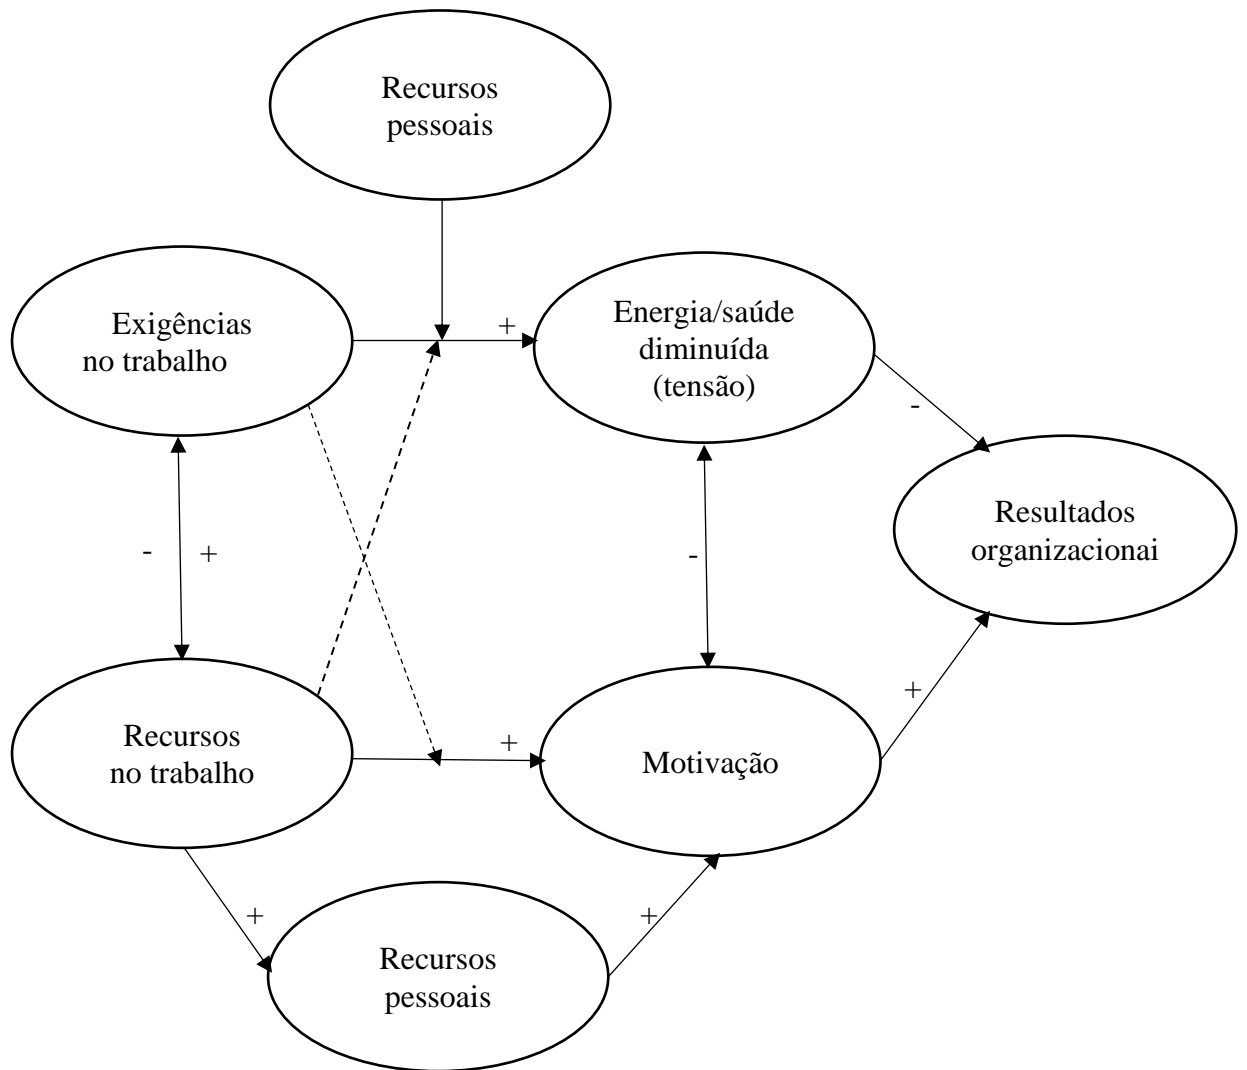 Recursos
pessoais
Exigências
no trabalho
+
Energia/saúde
diminuída
(tensão)
-
Resultados
organizacionai
- +
-
Recursos
no trabalho
+
Motivação
+
+
Recursos
pessoais
+